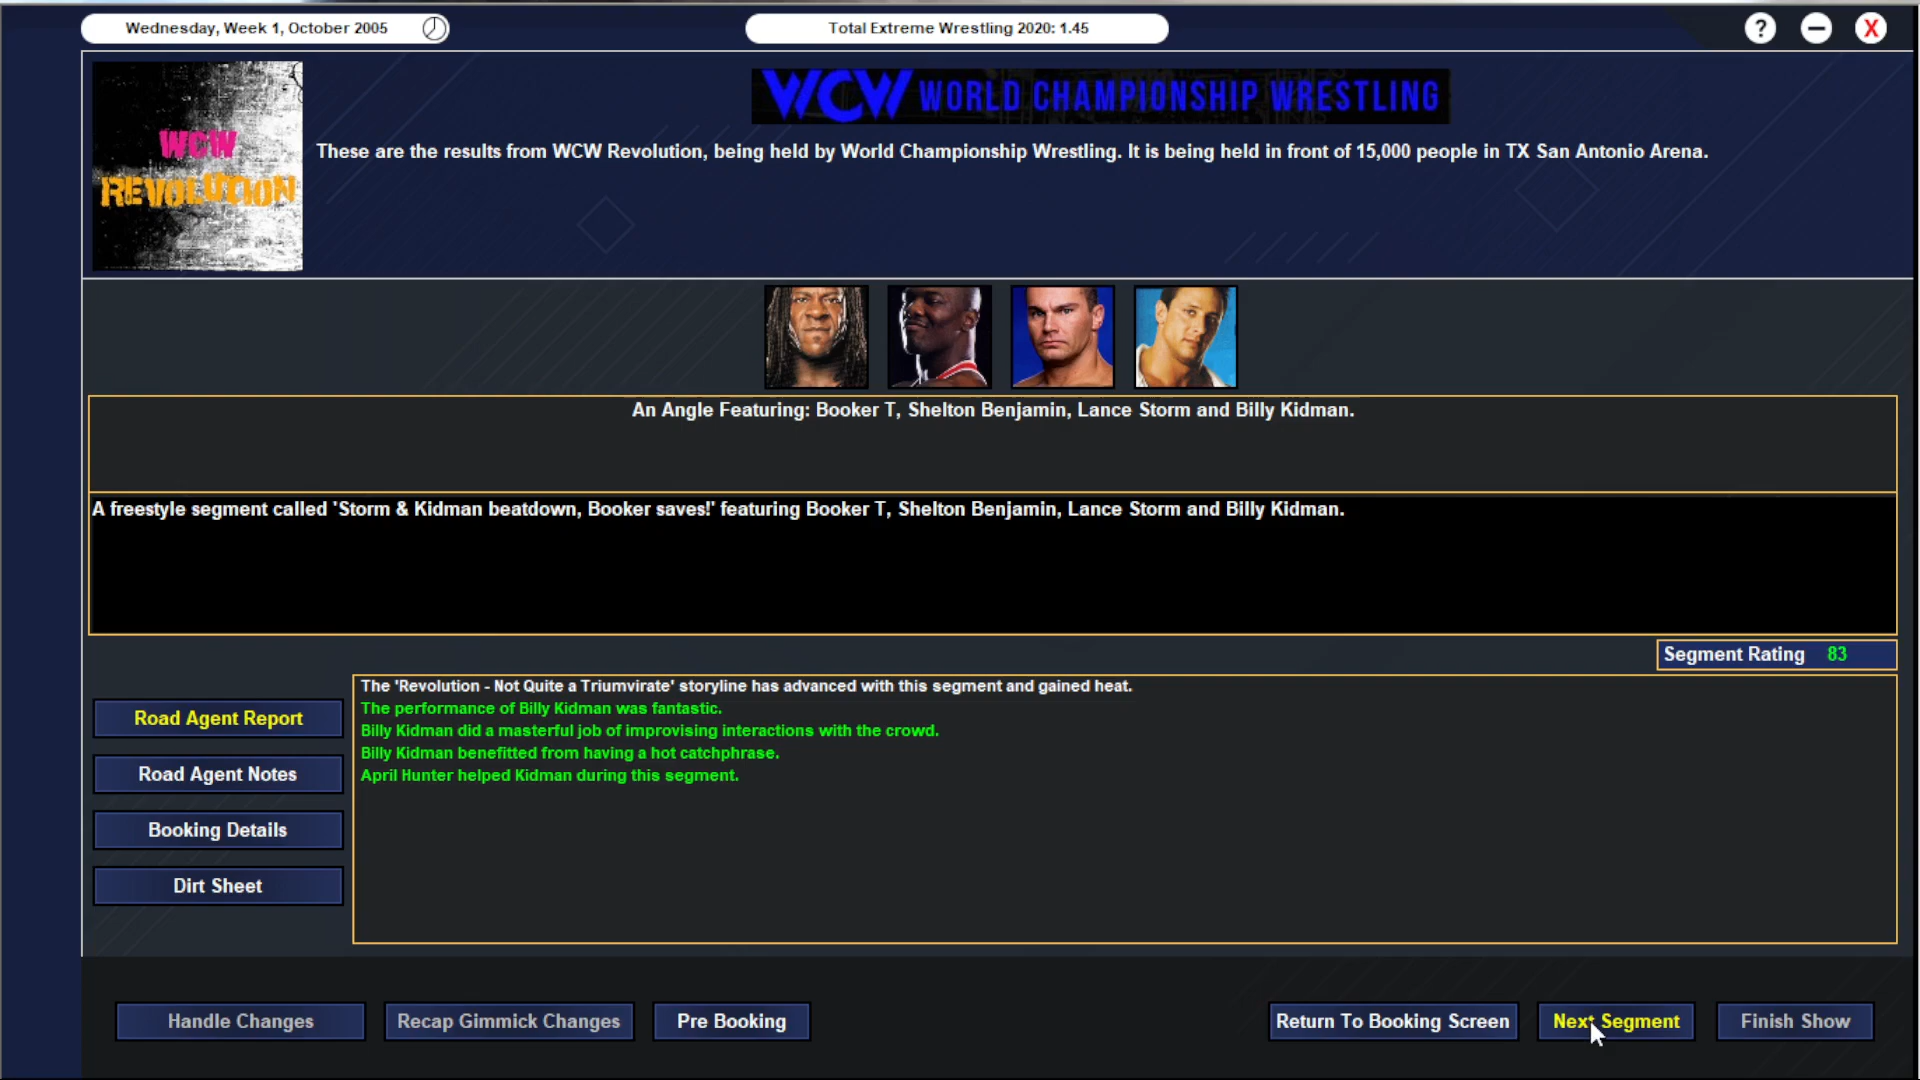 Wednesday, Week 1, October 2005
Total Extreme Wrestling 2020: 1.45
?
X
WCW WORLD CHAMPIONSHIP WRESTLING
WCW
REVOLUTION
These are the results from WCW Revolution, being held by World Championship Wrestling. It is being held in front of 15,000 people in TX San Antonio Arena.
An Angle Featuring: Booker T, Shelton Benjamin, Lance Storm and Billy Kidman.
A freestyle segment called 'Storm & Kidman beatdown, Booker saves!' featuring Booker T, Shelton Benjamin, Lance Storm and Billy Kidman.
Segment Rating 83
The 'Revolution - Not Quite a Triumvirate' storyline has advanced with this segment and gained heat.
The performance of Billy Kidman was fantastic.
Billy Kidman did a masterful job of improvising interactions with the crowd.
Billy Kidman benefitted from having a hot catchphrase.
April Hunter helped Kidman during this segment.
Road Agent Report
Road Agent Notes
Booking Details
Dirt Sheet
Handle Changes
Recap Gimmick Changes
Pre Booking
Return To Booking Screen
Next Segment
Finish Show